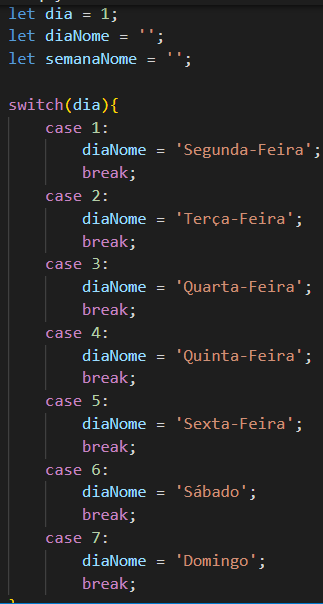 let dia = 1;
let diaNome = '';
let semanaNome = '';
switch(dia){
case 1:
diaNome = 'Segunda-Feira';
break;
case 2:
diaNome = 'Terça-Feira';
break;
case 3:
diaNome = 'Quarta-Feira';
break;
case 4:
diaNome = 'Quinta-Feira';
break;
case 5:
diaNome = 'Sexta-Feira';
break;
case 6:
diaNome = 'Sábado';
break;
case 7:
diaNome = 'Domingo';
break;
}